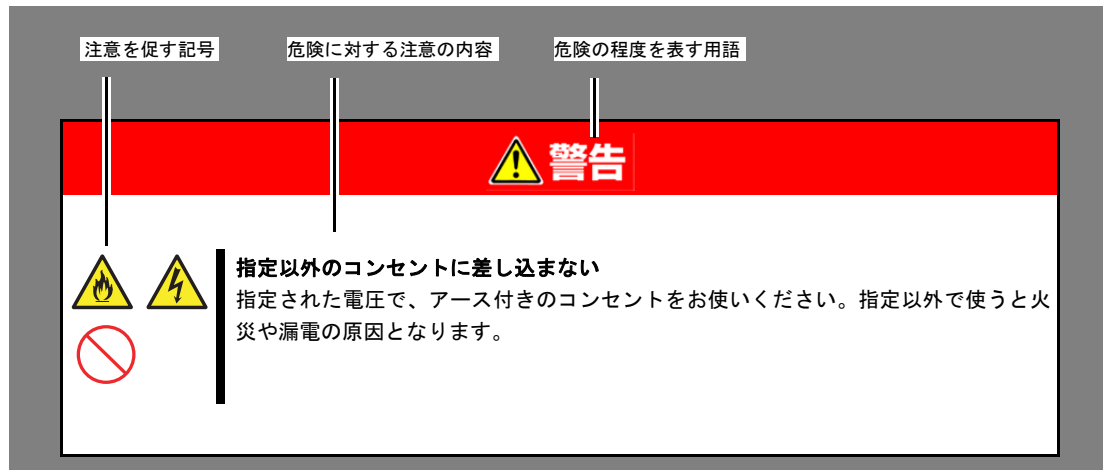 注意を促す記号
危険に対する注意の内容
危険の程度を表す用語
警告
指定以外のコンセントに差し込まない
指定された電圧で、アース付きのコンセントをお使いください。指定以外で使うと火
災や漏電の原因となります。